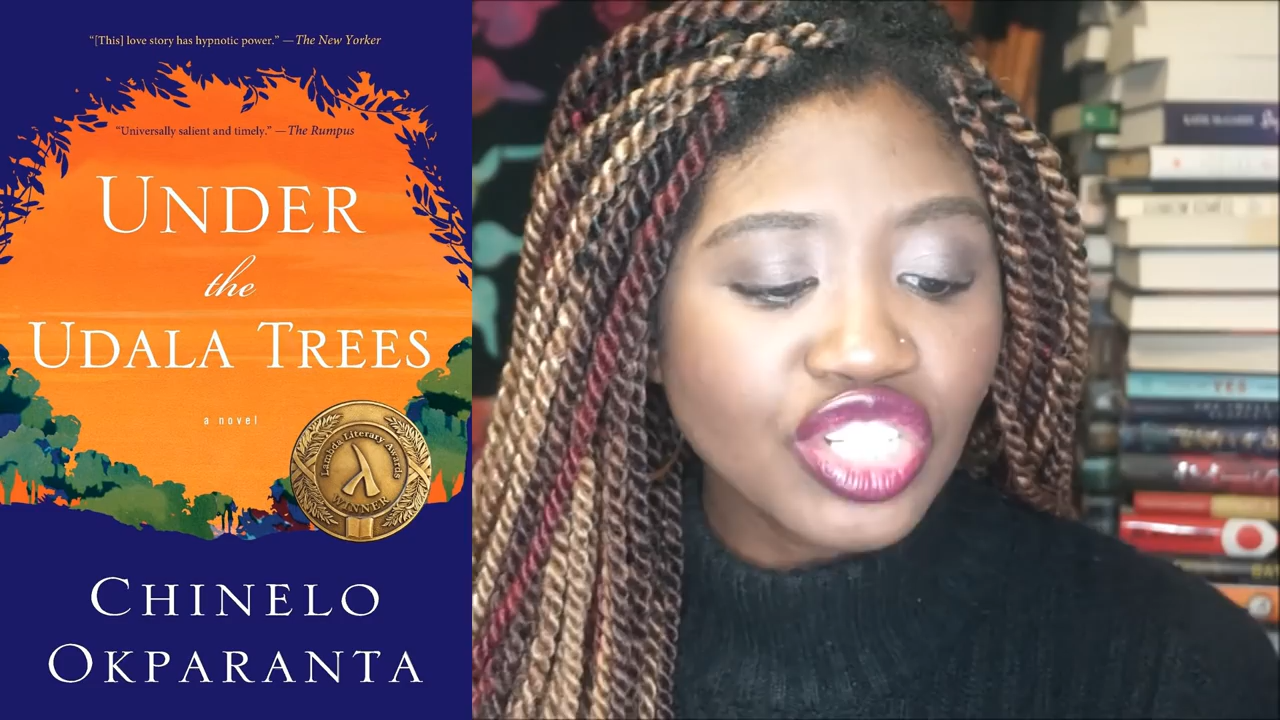 “[This] love story has hypnotic power.” —The New Yorker
“Universally salient and timely.” —The Rumpus
UNDER
the
UDALA TREES
a novel
Lambda Literary Awards
WINNER
CHINELO
OKPARANTA
YES